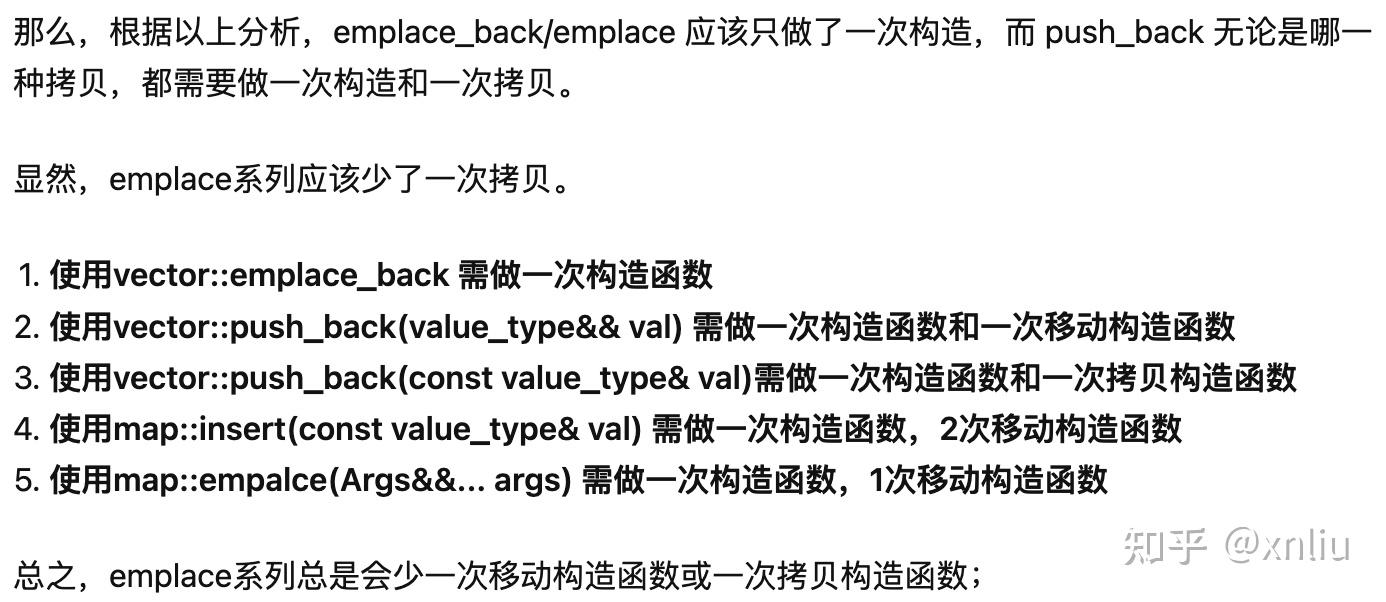 那么，根据以上分析，emplace_back/emplace 应该只做了一次构造，而 push_back 无论是哪一
种拷贝，都需要做一次构造和一次拷贝。
显然，emplace系列应该少了一次拷贝。
1. 使用vector::emplace_back 需做一次构造函数
2. 使用vector::push_back(value_type&& val) 需做一次构造函数和一次移动构造函数
3. 使用vector::push_back(const value_type& val)需做一次构造函数和一次拷贝构造函数
4. 使用map::insert(const value_type& val) 需做一次构造函数，2次移动构造函数
5. 使用map::empalce(Args&&... args) 需做一次构造函数，1次移动构造函数
知乎 @xnliu
总之，emplace系列总是会少一次移动构造函数或一次拷贝构造函数；